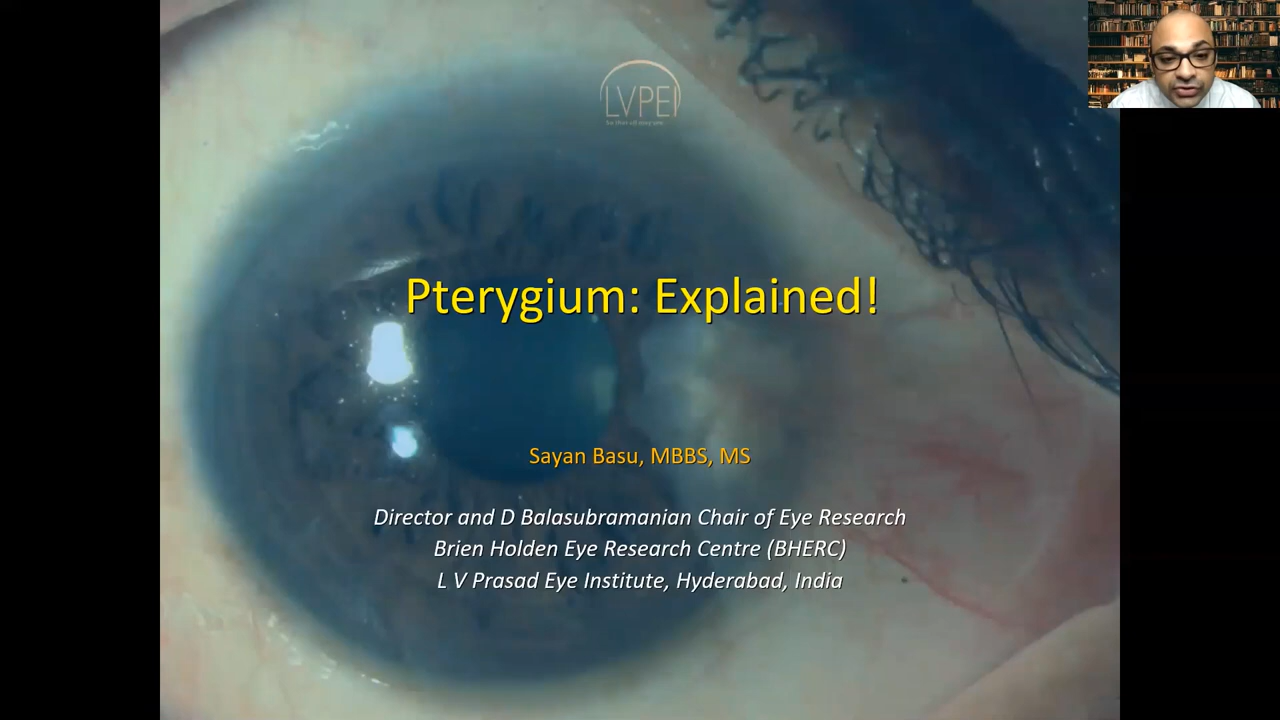 LVPEI
Pterygium: Explained!
Sayan Basu, MBBS, MS
Director and D Balasubramanian Chair of Eye Research
Brien Holden Eye Research Centre (BHERC)
L V Prasad Eye Institute, Hyderabad, India